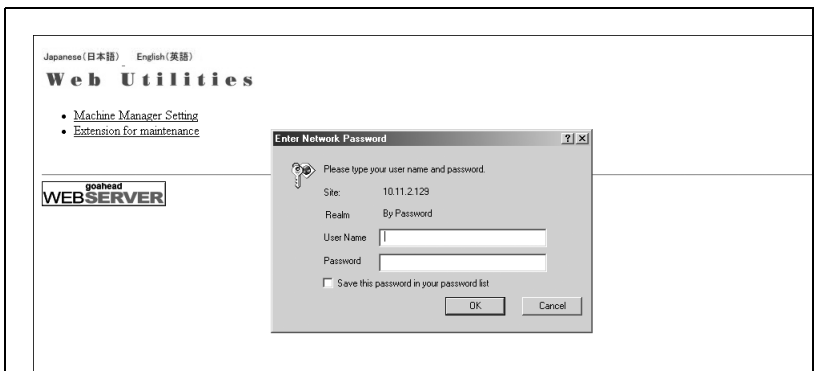 Japanese(日本語) English(英語)
Web Utilities
Machine Manager Setting
Extension for maintenance
goahead
WEBSERVER
Enter Network Password
Please type your user name and password.
Site: 10.11.2.129
Realm By Password
User Name
Password
Save this password in your password list
OK Cancel